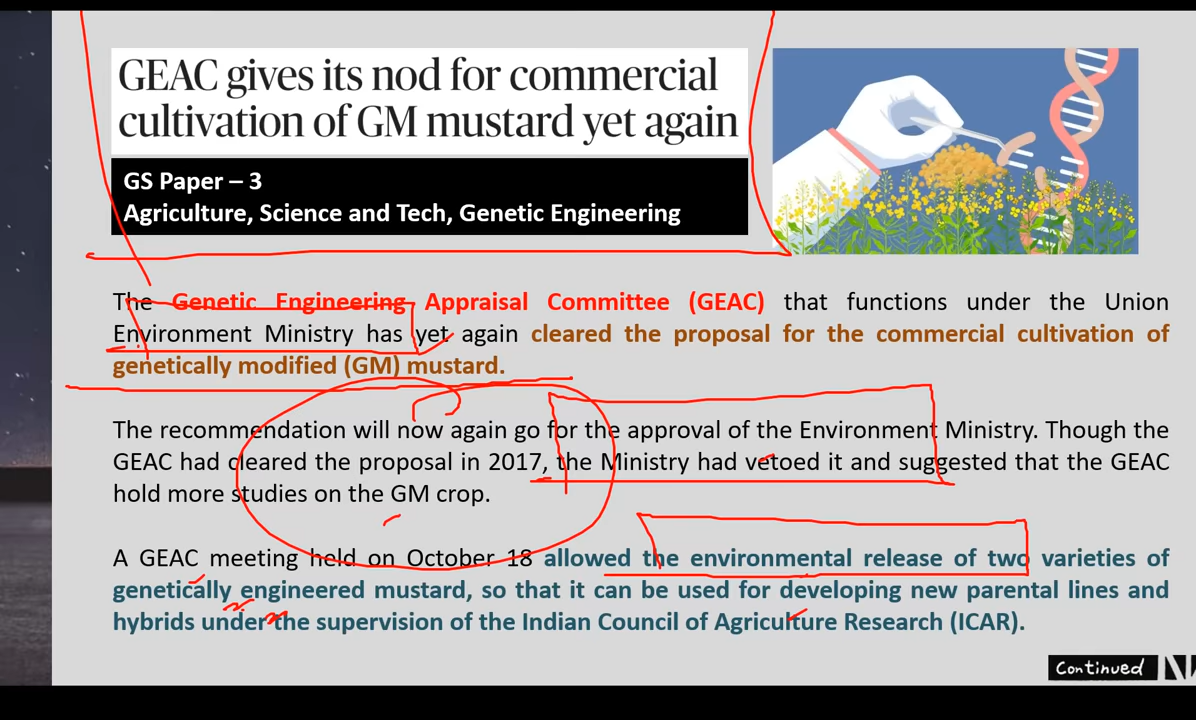 GEAC gives its nod for commercial
cultivation of GM mustard yet again
GS Paper – 3
Agriculture, Science and Tech, Genetic Engineering
The Genetic Engineering Appraisal Committee (GEAC) that functions under the Union
Environment Ministry has yet again cleared the proposal for the commercial cultivation of
genetically modified (GM) mustard.
The recommendation will now again go for the approval of the Environment Ministry. Though the
GEAC had cleared the proposal in 2017, the Ministry had vetoed it and suggested that the GEAC
hold more studies on the GM crop.
A GEAC meeting held on October 18 allowed the environmental release of two varieties of
genetically engineered mustard, so that it can be used for developing new parental lines and
hybrids under the supervision of the Indian Council of Agriculture Research (ICAR).
Continued